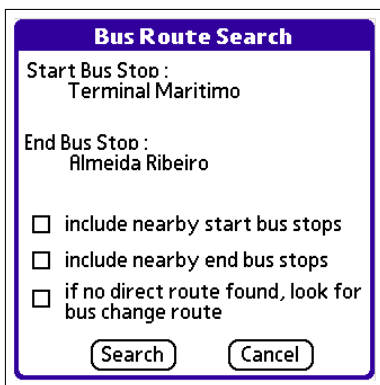 Bus Route Search
Start Bus Stop :
Terminal Maritimo
End Bus Stop :
Almeida Ribeiro
include nearby start bus stops
include nearby end bus stops
if no direct route found, look for
bus change route
Search
Cancel